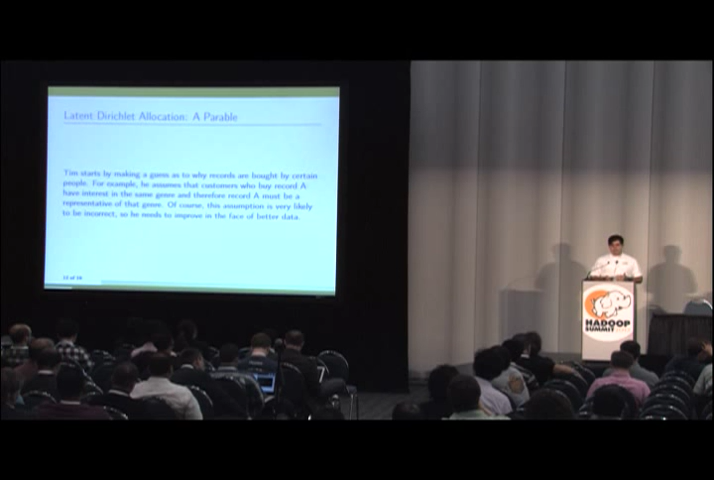 Latent Dirichlet Allocation: A Parable
Tim starts by making a guess as to why records are bought by certain
people. For example, he assumes that customers who buy record A
have interest in the same genre and therefore record A must be a
representative of that genre. Of course, this assumption is very likely
to be incorrect, so he needs to improve in the face of better data.
HADOOP
SUMMIT